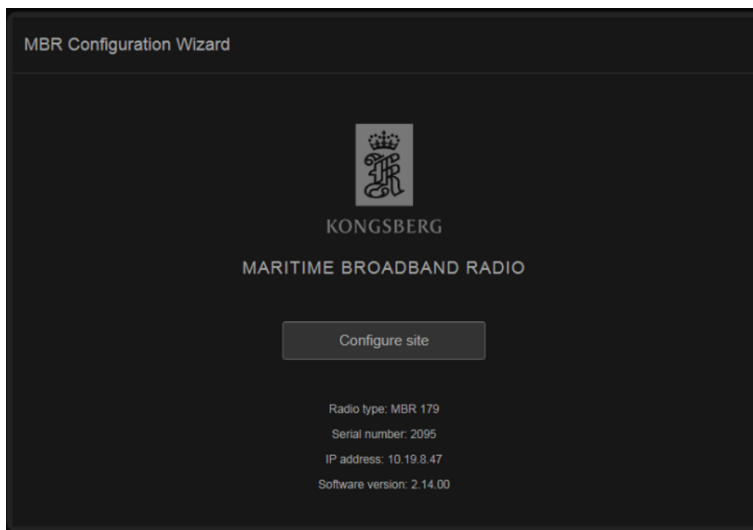 MBR Configuration Wizard
KONGSBERG
MARITIME BROADBAND RADIO
Configure site
Radio type: MBR 179
Serial number: 2095
IP address: 10.19.8.47
Software version: 2.14.00